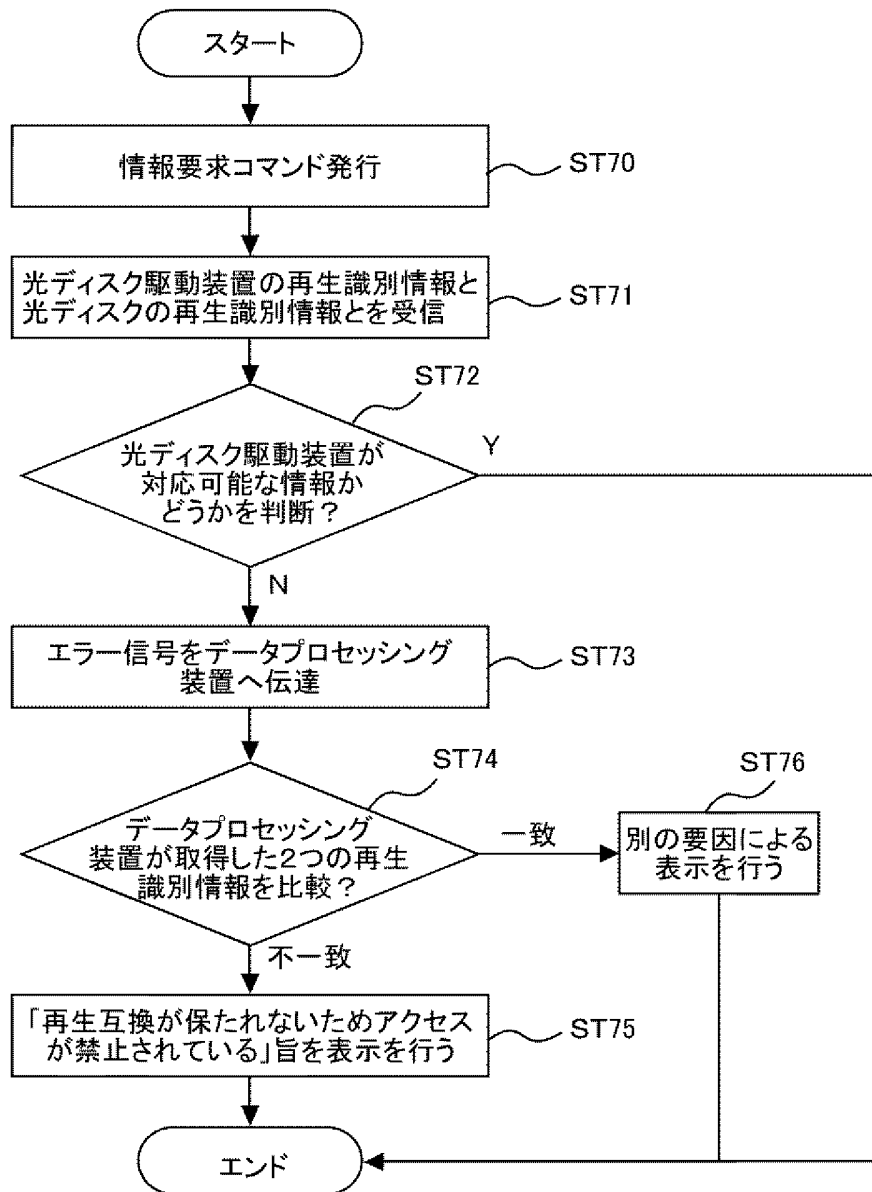 スタート
情報要求コマンド発行
ST70
光ディスク駆動装置の再生識別情報と
光ディスクの再生識別情報とを受信
ST71
ST72
光ディスク駆動装置が
対応可能な情報か
どうかを判断？
Y
N
エラー信号をデータプロセッシング
装置へ伝達
ST73
ST74
データプロセッシング
装置が取得した2つの再生
識別情報を比較？
一致
ST76
別の要因による
表示を行う
不一致
「再生互換が保たれないためアクセス
が禁止されている」旨を表示を行う
ST75
エンド